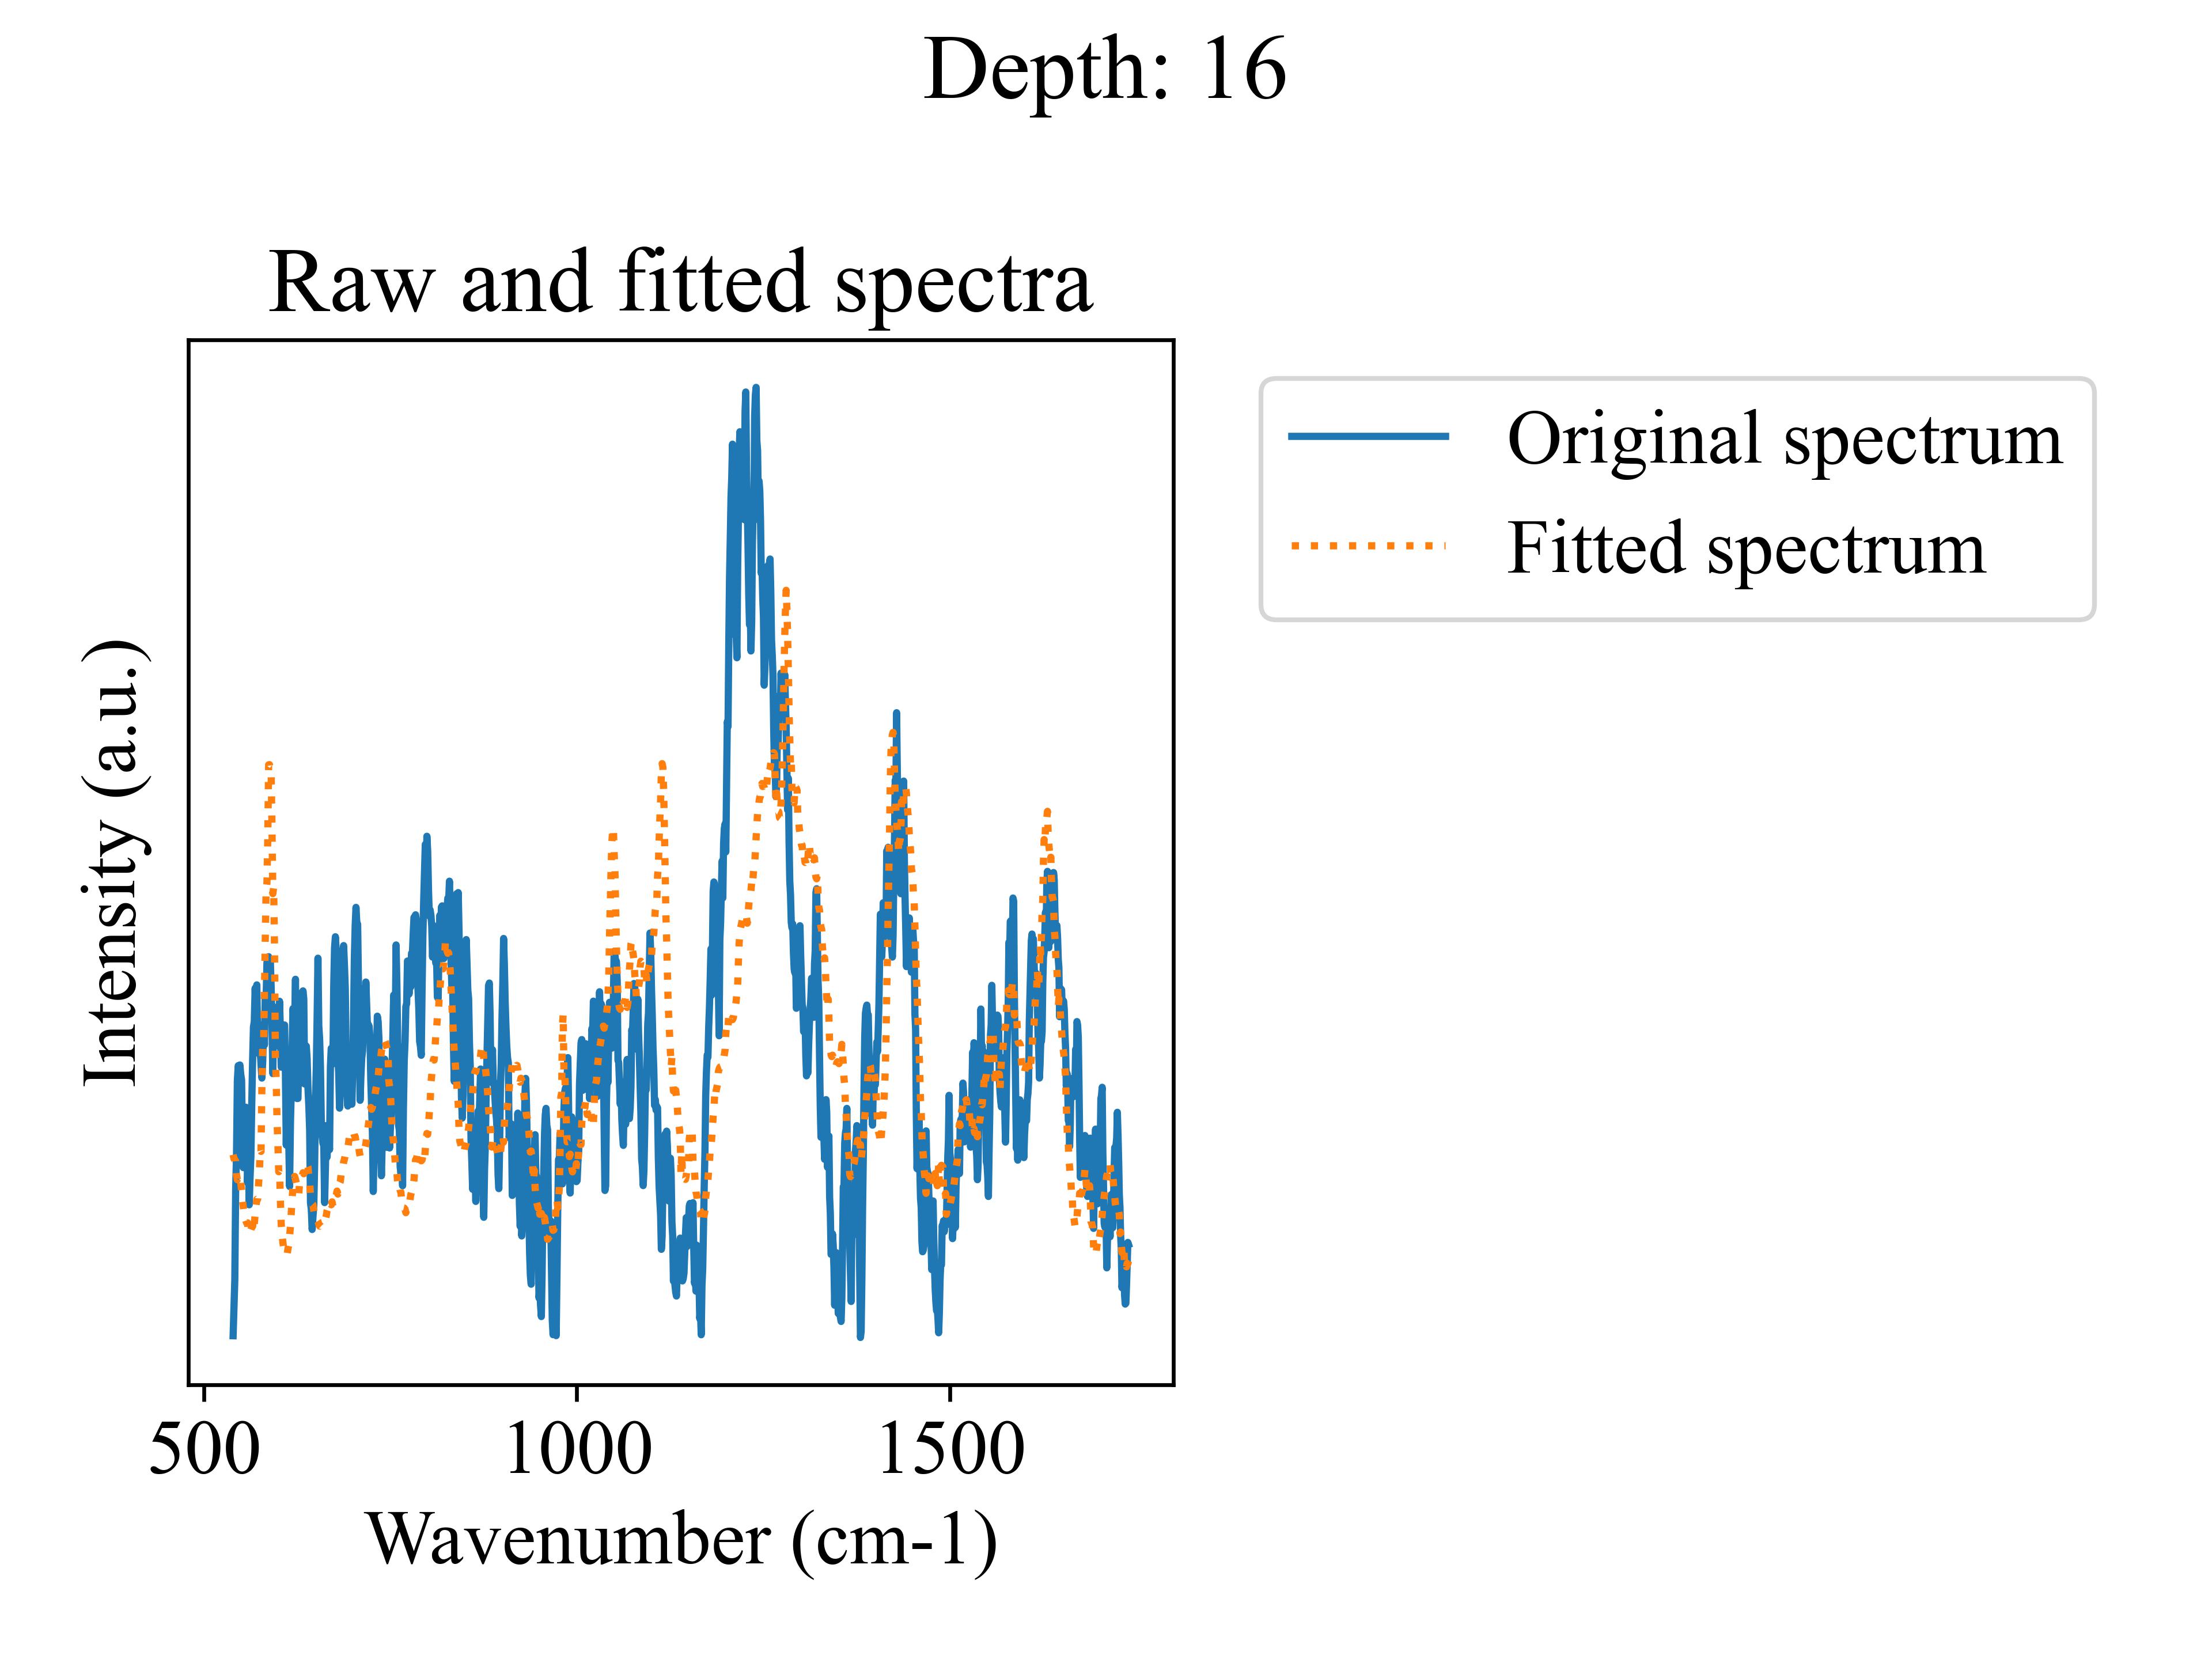 Depth: 16
Raw and fitted spectra
Original spectrum
Fitted spectrum
Intensity (a.u.)
500 1000 1500
Wavenumber (cm-1)